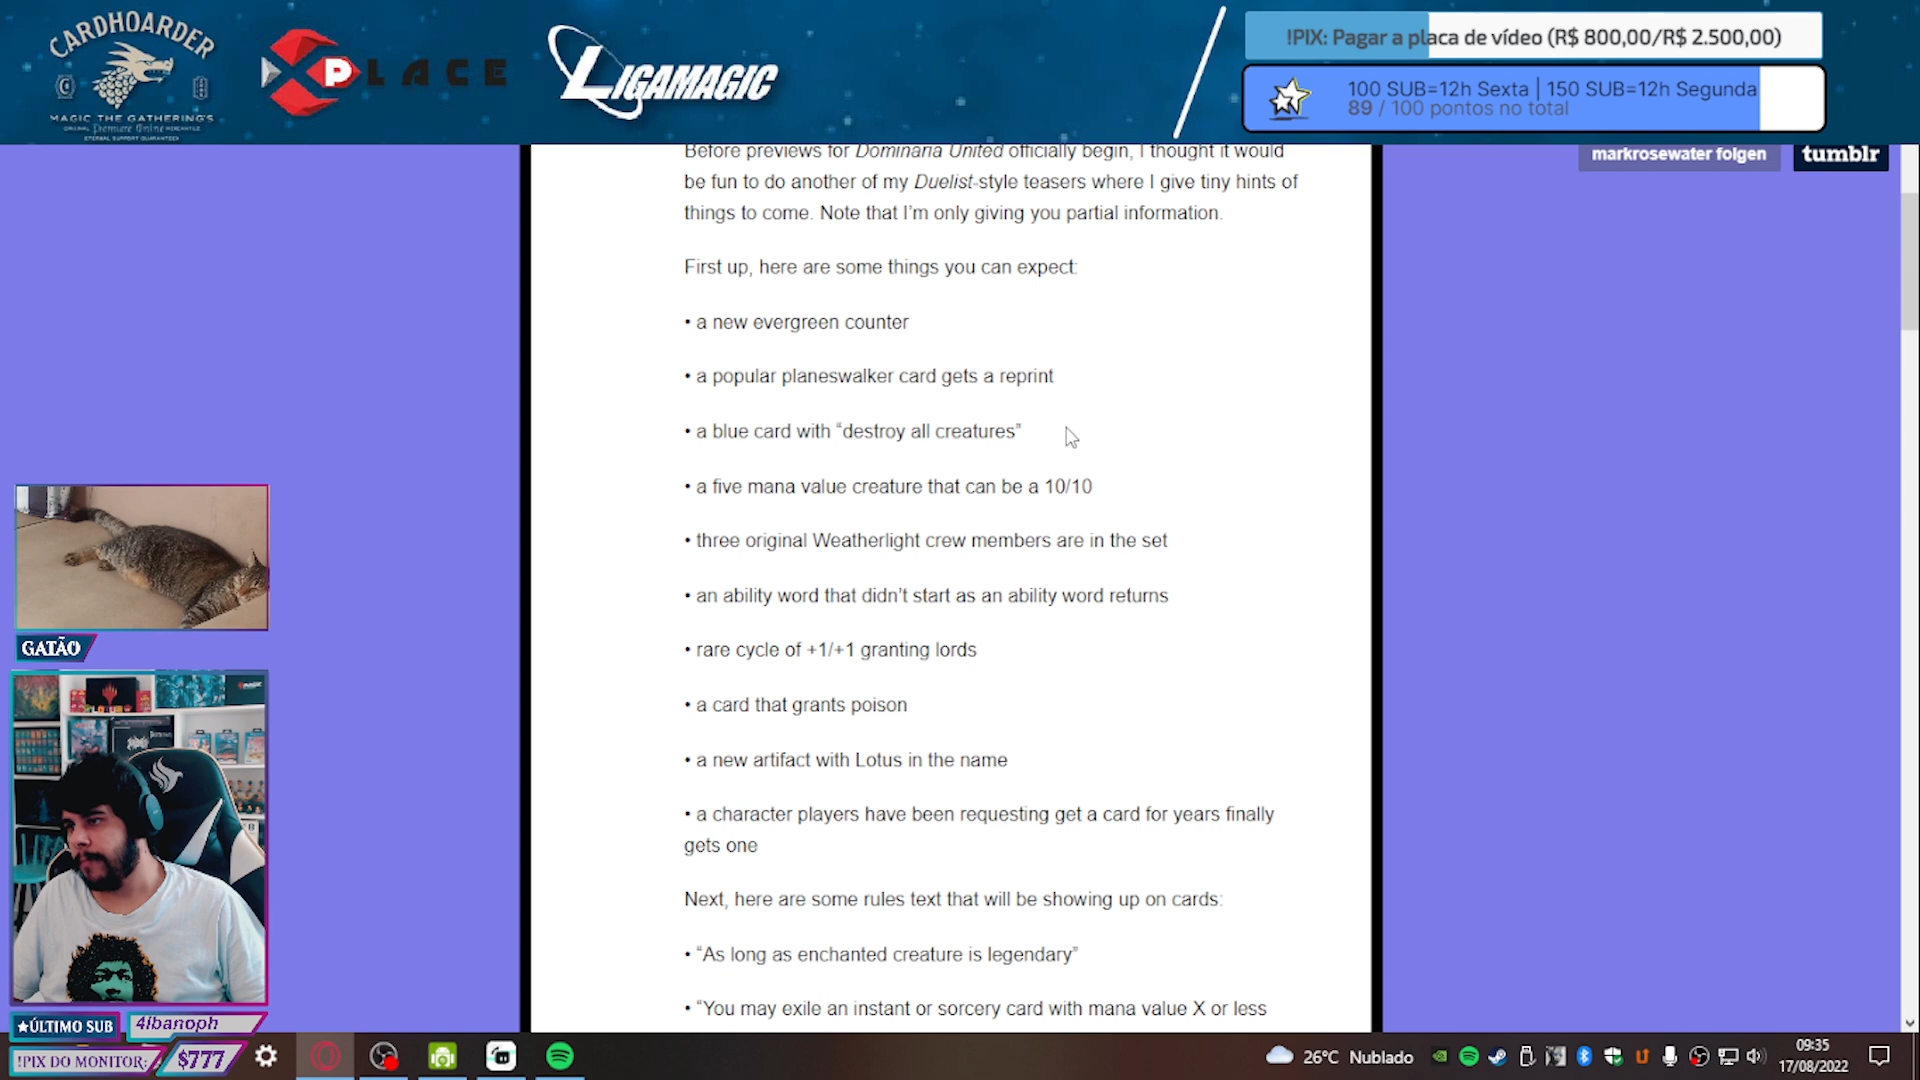 CARDHOARDER
MAGIC THE GATHERING'S
ORIGINAL Premiere Online MERCANTILE
ETERNAL SUPPORT GUARANTEED
XPLACE
LIGAMAGIC
!PIX: Pagar a placa de vídeo (R$ 800,00/R$ 2.500,00)
100 SUB=12h Sexta | 150 SUB=12h Segunda
89 / 100 pontos no total
markrosewater folgen
tumblr
Before previews for Dominaria United officially begin, I thought it would
be fun to do another of my Duelist-style teasers where I give tiny hints of
things to come. Note that I’m only giving you partial information.
First up, here are some things you can expect:
• a new evergreen counter
• a popular planeswalker card gets a reprint
• a blue card with “destroy all creatures”
• a five mana value creature that can be a 10/10
• three original Weatherlight crew members are in the set
• an ability word that didn’t start as an ability word returns
• rare cycle of +1/+1 granting lords
• a card that grants poison
• a new artifact with Lotus in the name
• a character players have been requesting get a card for years finally
gets one
Next, here are some rules text that will be showing up on cards:
• “As long as enchanted creature is legendary”
• “You may exile an instant or sorcery card with mana value X or less
GATÃO
★ÚLTIMO SUB
4lbanoph
!PIX DO MONITOR:
$777
26°C Nublado
09:35
17/08/2022